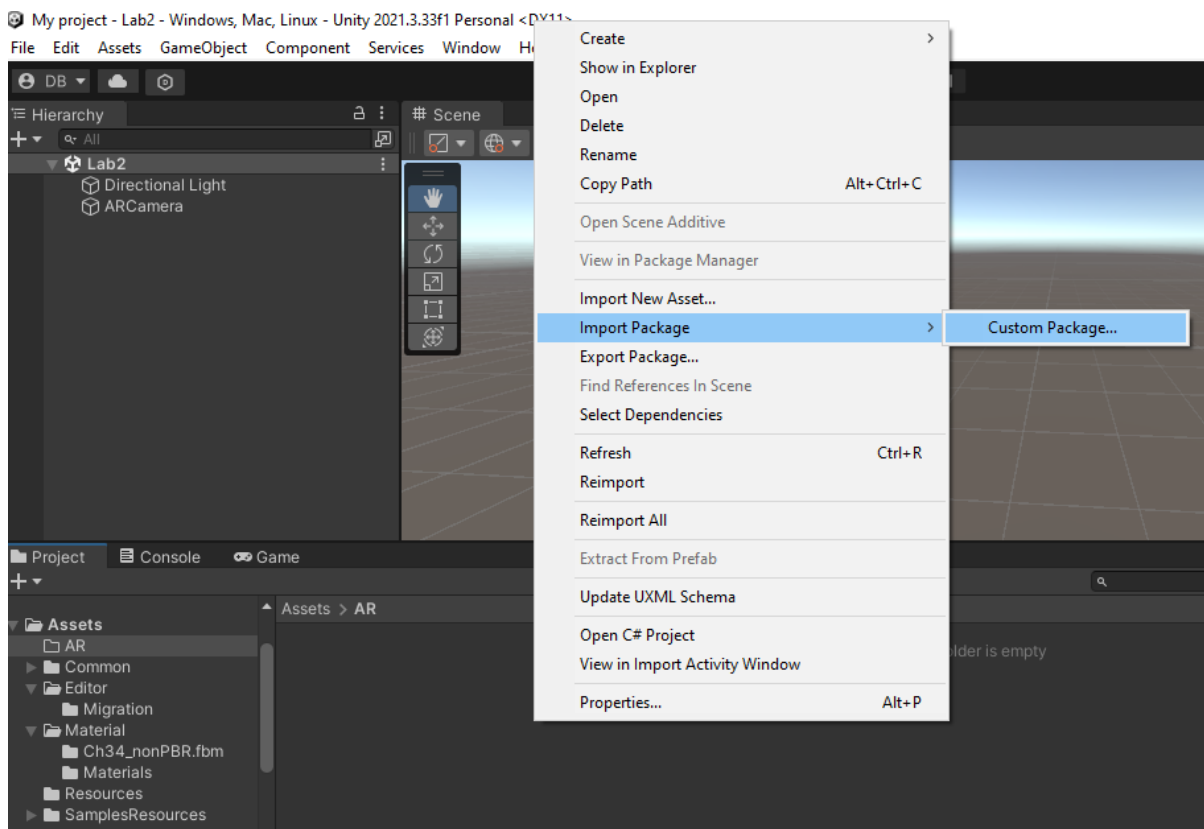 My project - Lab2 - Windows, Mac, Linux - Unity 2021.3.33f1 Personal <DX11>
File Edit Assets GameObject Component Services Window
DB
Hierarchy
All
Lab2
Directional Light
ARCamera
Scene
Create
Show in Explorer
Open
Delete
Rename
Copy Path Alt+Ctrl+C
Open Scene Additive
View in Package Manager
Import New Asset...
Import Package
Custom Package...
Export Package...
Find References In Scene
Select Dependencies
Refresh Ctrl+R
Reimport
Reimport All
Extract From Prefab
Update UXML Schema
Open C# Project
View in Import Activity Window
Properties... Alt+P
Project Console Game
Assets
AR
Common
Editor
Migration
Material
Ch34_nonPBR.fbm
Materials
Resources
SamplesResources
Assets > AR
is empty